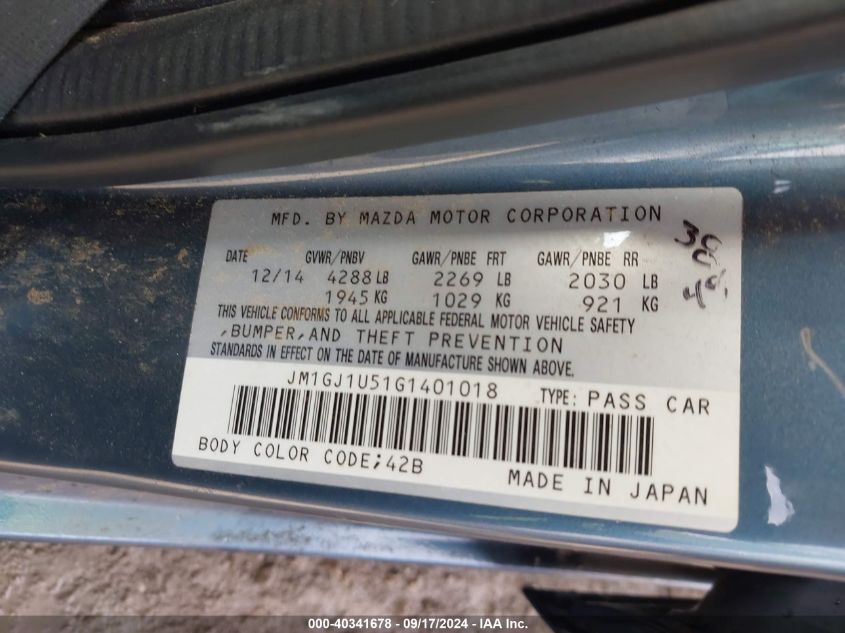 MFD. BY MAZDA MOTOR CORPORATION
DATE GVWR/PNBV GAWR/PNBE FRT GAWR/PNBE RR
12/14 4288 LB 2269 LB 2030 LB
1945 KG 1029 KG 921 KG
THIS VEHICLE CONFORMS TO ALL APPLICABLE FEDERAL MOTOR VEHICLE SAFETY
,BUMPER,AND THEFT PREVENTION
STANDARDS IN EFFECT ON THE DATE OF MANUFACTURE SHOWN ABOVE.
JM1GJ1U51G1401018 TYPE: PASS CAR
BODY COLOR CODE;42B
MADE IN JAPAN
000-40341678 - 09/17/2024 - IAAI.com